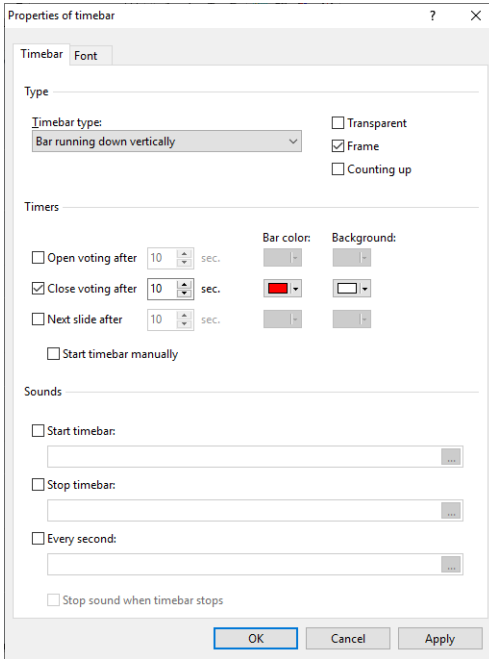 Properties of timebar ?
Timebar Font
Type
Timebar type:
Bar running down vertically
Transparent
Frame
Counting up
Timers
Bar color: Background:
Open voting after 10 sec.
Close voting after 10 sec.
Next slide after 10 sec.
Start timebar manually
Sounds
Start timebar:
...
Stop timebar:
...
Every second:
...
Stop sound when timebar stops
OK Cancel Apply